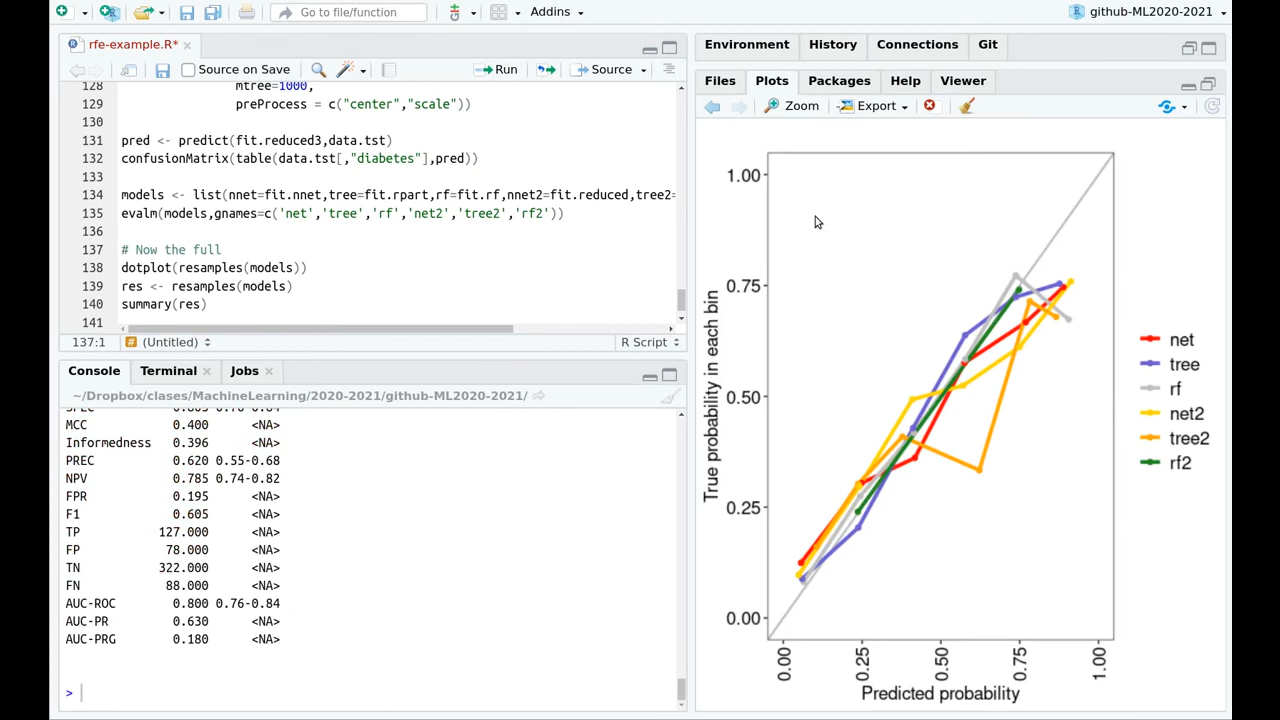 Go to file/function
Addins
github-ML2020-2021
rfe-example.R*
Source on Save
Run
Source
128 mtree=1000,
129 preProcess = c("center","scale"))
130
131 pred <- predict(fit.reduced3,data.tst)
132 confusionMatrix(table(data.tst[,"diabetes"],pred))
133
134 models <- list(nnet=fit.nnet,tree=fit.rpart,rf=fit.rf,nnet2=fit.reduced,tree2=
135 evalm(models,gnames=c('net','tree','rf','net2','tree2','rf2'))
136
137 # Now the full
138 dotplot(resamples(models))
139 res <- resamples(models)
140 summary(res)
141
137:1 # (Untitled) R Script
Console Terminal Jobs
~/Dropbox/clases/MachineLearning/2020-2021/github-ML2020-2021/
MCC 0.400 <NA>
Informedness 0.396 <NA>
PREC 0.620 0.55-0.68
NPV 0.785 0.74-0.82
FPR 0.195 <NA>
F1 0.605 <NA>
TP 127.000 <NA>
FP 78.000 <NA>
TN 322.000 <NA>
FN 88.000 <NA>
AUC-ROC 0.800 0.76-0.84
AUC-PR 0.630 <NA>
AUC-PRG 0.180 <NA>
>
Environment History Connections Git
Files Plots Packages Help Viewer
Zoom Export
1.00
0.75
0.50
0.25
0.00
True probability in each bin
0.00 0.25 0.50 0.75 1.00
Predicted probability
net
tree
rf
net2
tree2
rf2